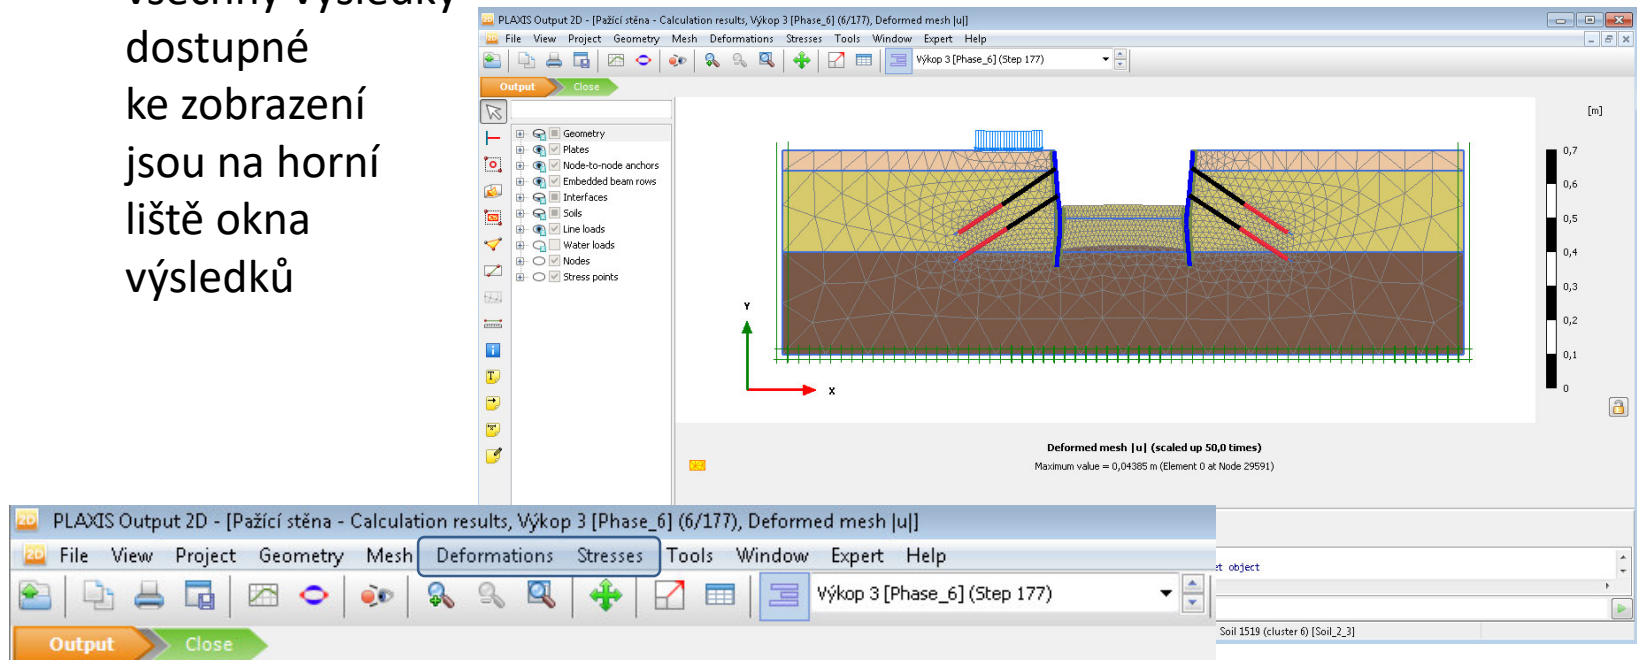 všechny výsledky
dostupné
ke zobrazení
jsou na horní
liště okna
výsledků
PLAXIS Output 2D - [Pažící stěna - Calculation results, Výkop 3 [Phase_6] (6/177), Deformed mesh |u|]
File View Project Geometry Mesh Deformations Stresses Tools Window Expert Help
Výkop 3 [Phase_6] (Step 177)
Output Close
Geometry
Plates
Node-to-node anchors
Embedded beam rows
Interfaces
Soils
Line loads
Water loads
Nodes
Stress points
[m]
0,7
0,6
0,5
0,4
0,3
0,2
0,1
0
Y
x
Deformed mesh |u| (scaled up 50,0 times)
Maximum value = 0,04385 m (Element 0 at Node 29591)
PLAXIS Output 2D - [Pažící stěna - Calculation results, Výkop 3 [Phase_6] (6/177), Deformed mesh |u|]
File View Project Geometry Mesh Deformations Stresses Tools Window Expert Help
Výkop 3 [Phase_6] (Step 177)
Output Close
object
Soil 1519 (cluster 6) [Soil_2_3]